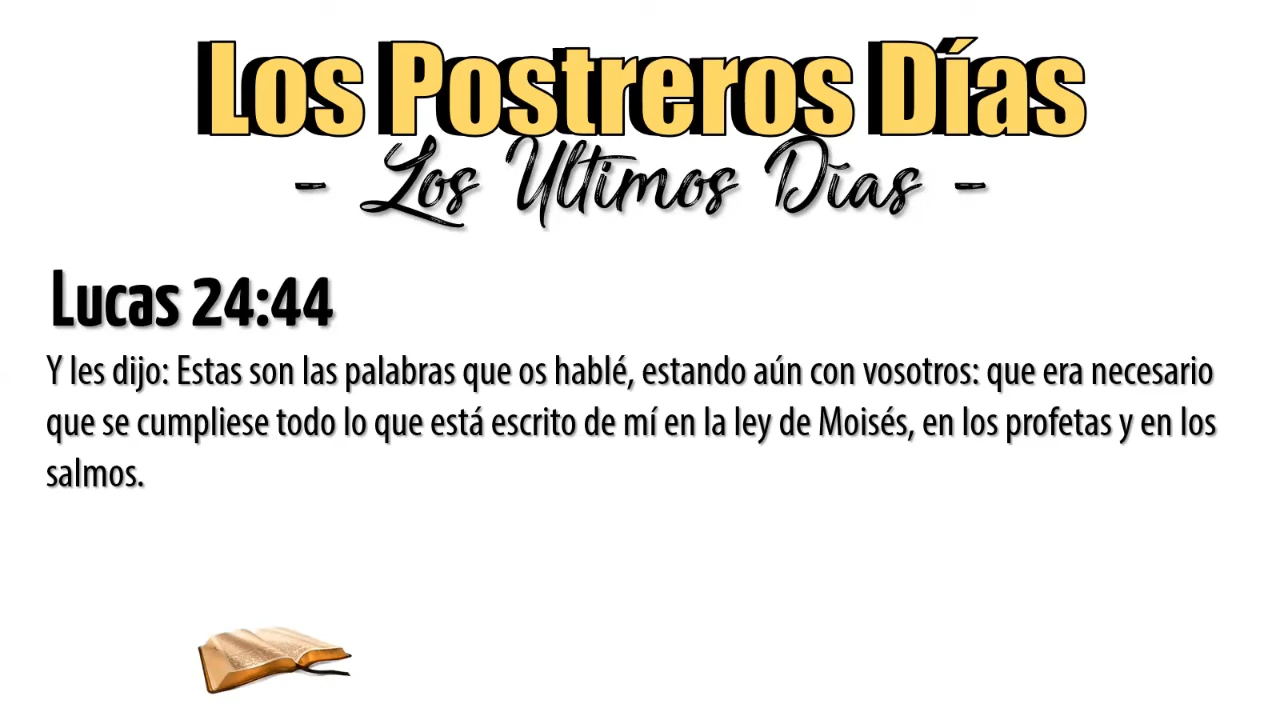 Los Postreros Días
- Los Ultimos Días -
Lucas 24:44
Y les dijo: Estas son las palabras que os hablé, estando aún con vosotros: que era necesario
que se cumpliese todo lo que está escrito de mí en la ley de Moisés, en los profetas y en los
salmos.